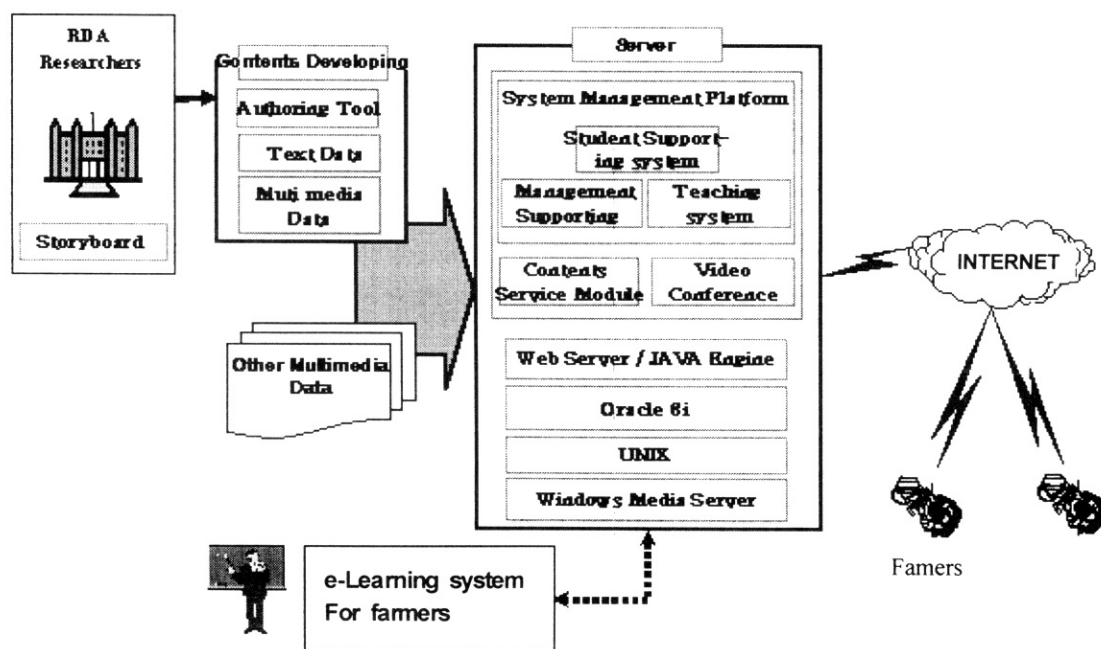 RDA
Researchers
Storyboard
Contents Developing
Authoring Tool
Text Data
Muti media
Data
Other Multimedia
Data
Server
System Management Platform
Student Support-
ing system
Management
Supporting
Teaching
system
Contents
Service Module
Video
Conference
Web Server / JAVA Engine
Oracle 8i
UNIX
Windows Media Server
INTERNET
Famers
e-Learning system
For farmers